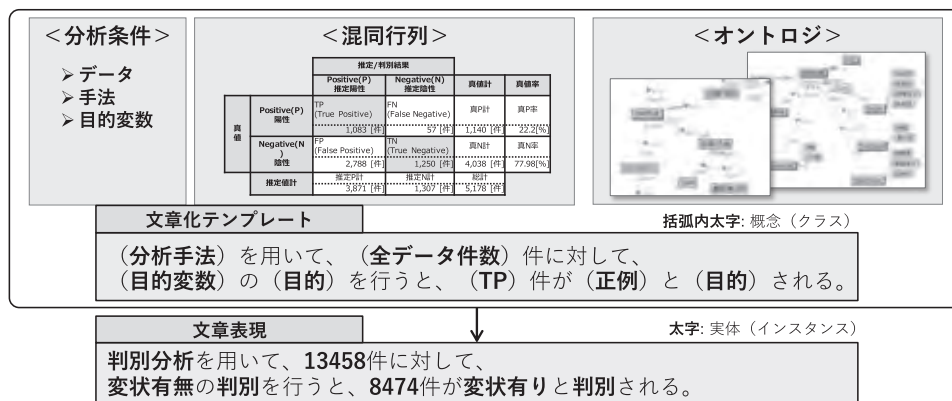 ＜分析条件＞
➢データ
➢手法
➢目的変数
＜混同行列＞
推定/判別結果
Positive(P) 推定陽性
Negative(N) 推定陰性
真値計
真値率
真値
Positive(P) 陽性
TP
(True Positive)
1,083 [件]
FN
(False Negative)
57 [件]
真P計
1,140 [件]
真P率
22.2[%]
Negative(N) 陰性
FP
(False Positive)
2,788 [件]
TN
(True Negative)
1,250 [件]
真N計
4,038 [件]
真N率
77.98[%]
推定値計
推定P計
3,871 [件]
推定N計
1,307 [件]
総計
5,178 [件]
＜オントロジ＞
文章化テンプレート
括弧内太字: 概念（クラス）
（分析手法）を用いて、（全データ件数）件に対して、
（目的変数）の（目的）を行うと、（TP）件が（正例）と（目的）される。
文章表現
太字: 実体（インスタンス）
判別分析を用いて、13458件に対して、
変状有無の判別を行うと、8474件が変状有りと判別される。